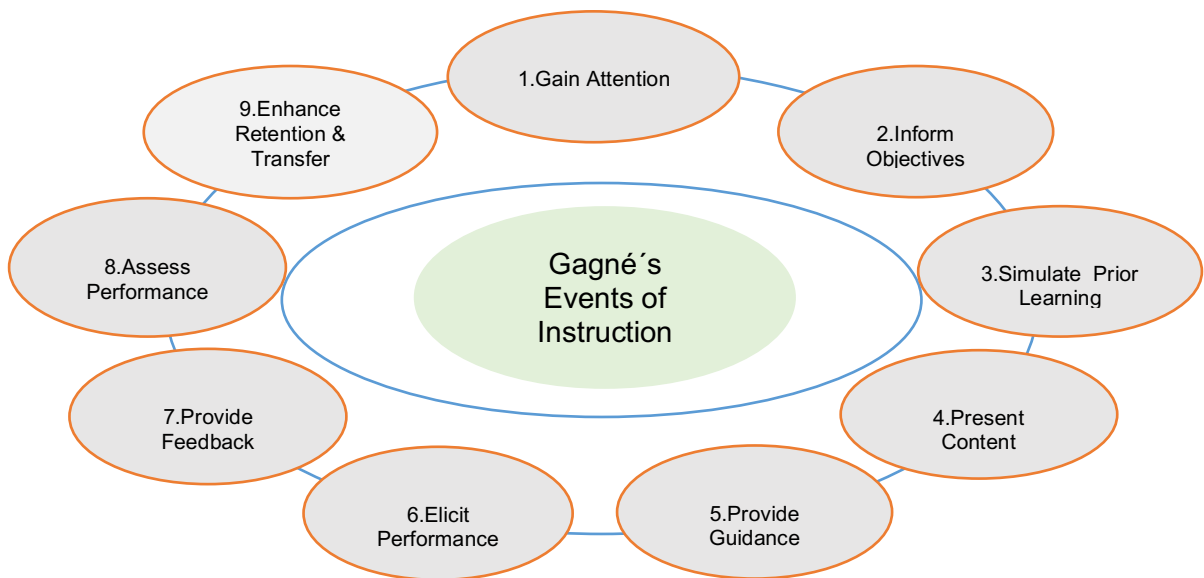 1.Gain Attention
2.Inform
Objectives
3.Simulate Prior
Learning
4.Present
Content
5.Provide
Guidance
6.Elicit
Performance
7.Provide
Feedback
8.Assess
Performance
9.Enhance
Retention &
Transfer
Gagné´s
Events of
Instruction